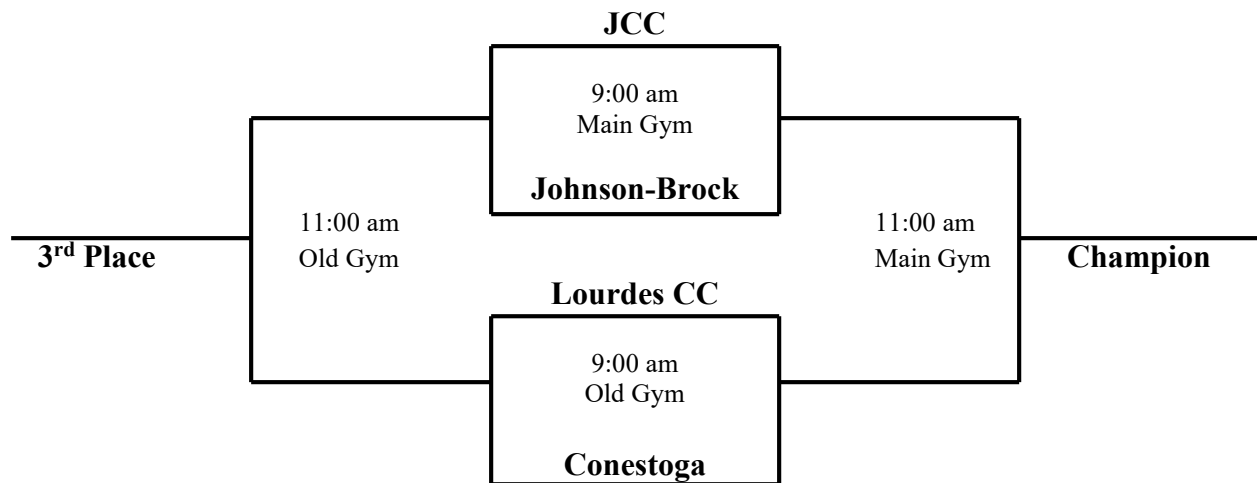 JCC
9:00 am
Main Gym
Johnson-Brock
11:00 am
Old Gym
11:00 am
Main Gym
3rd Place
Champion
Lourdes CC
9:00 am
Old Gym
Conestoga